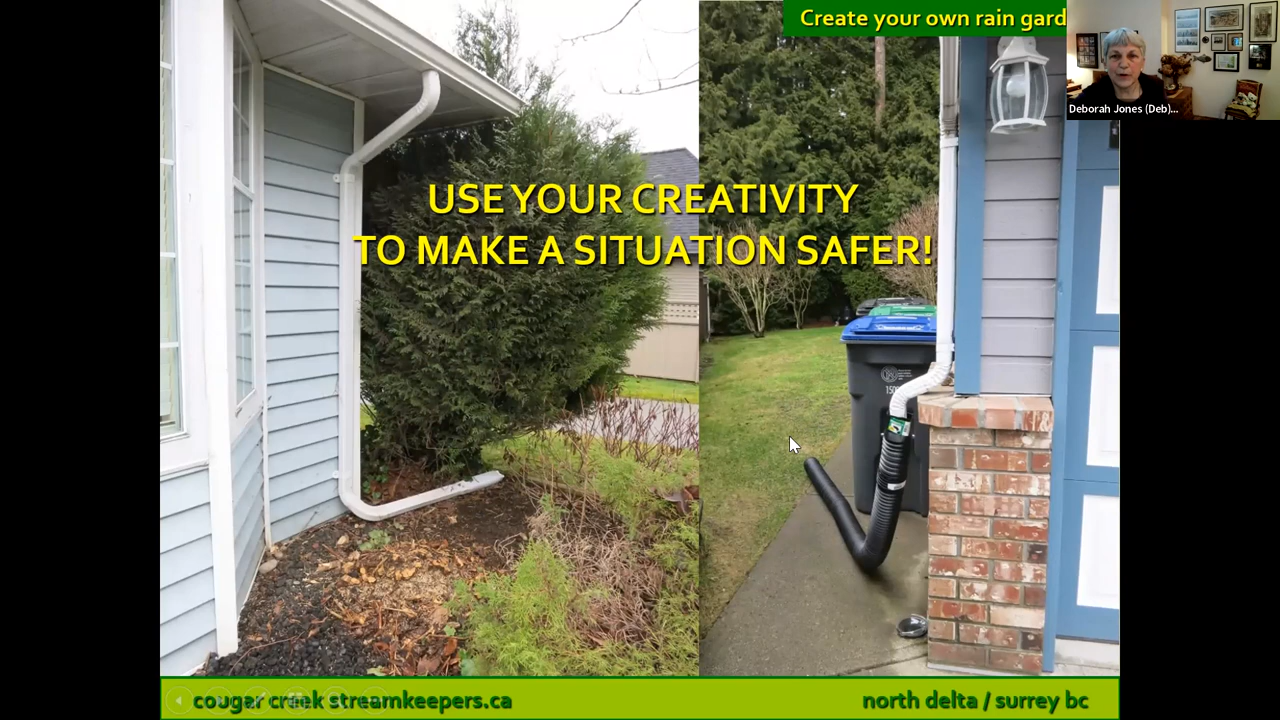 Create your own rain gard
Deborah Jones (Deb)...
USE YOUR CREATIVITY
TO MAKE A SITUATION SAFER!
cougar creek streamkeepers.ca
north delta / surrey bc